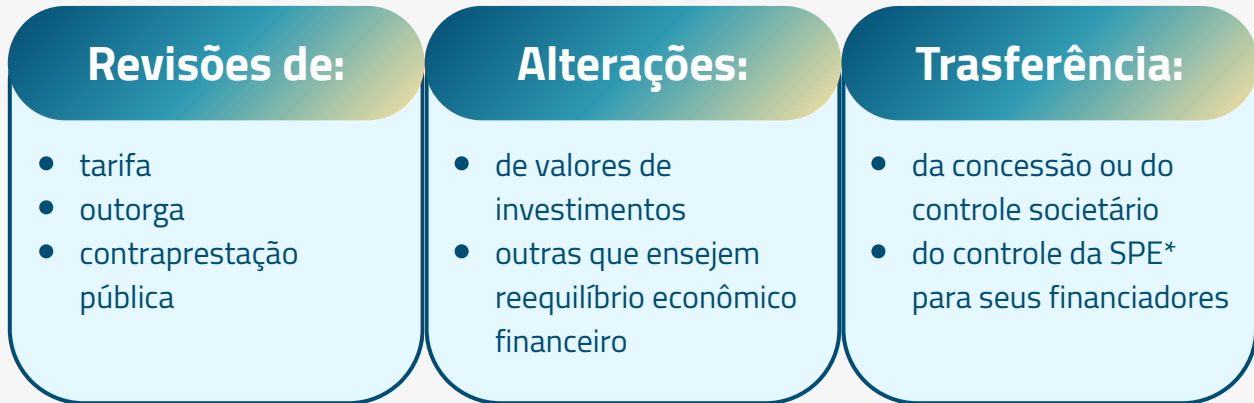 Revisões de:
• tarifa
• outorga
• contraprestação
pública
Alterações:
• de valores de
investimentos
• outras que ensejem
reequilíbrio econômico
financeiro
Trasferência:
• da concessão ou do
controle societário
• do controle da SPE*
para seus financiadores